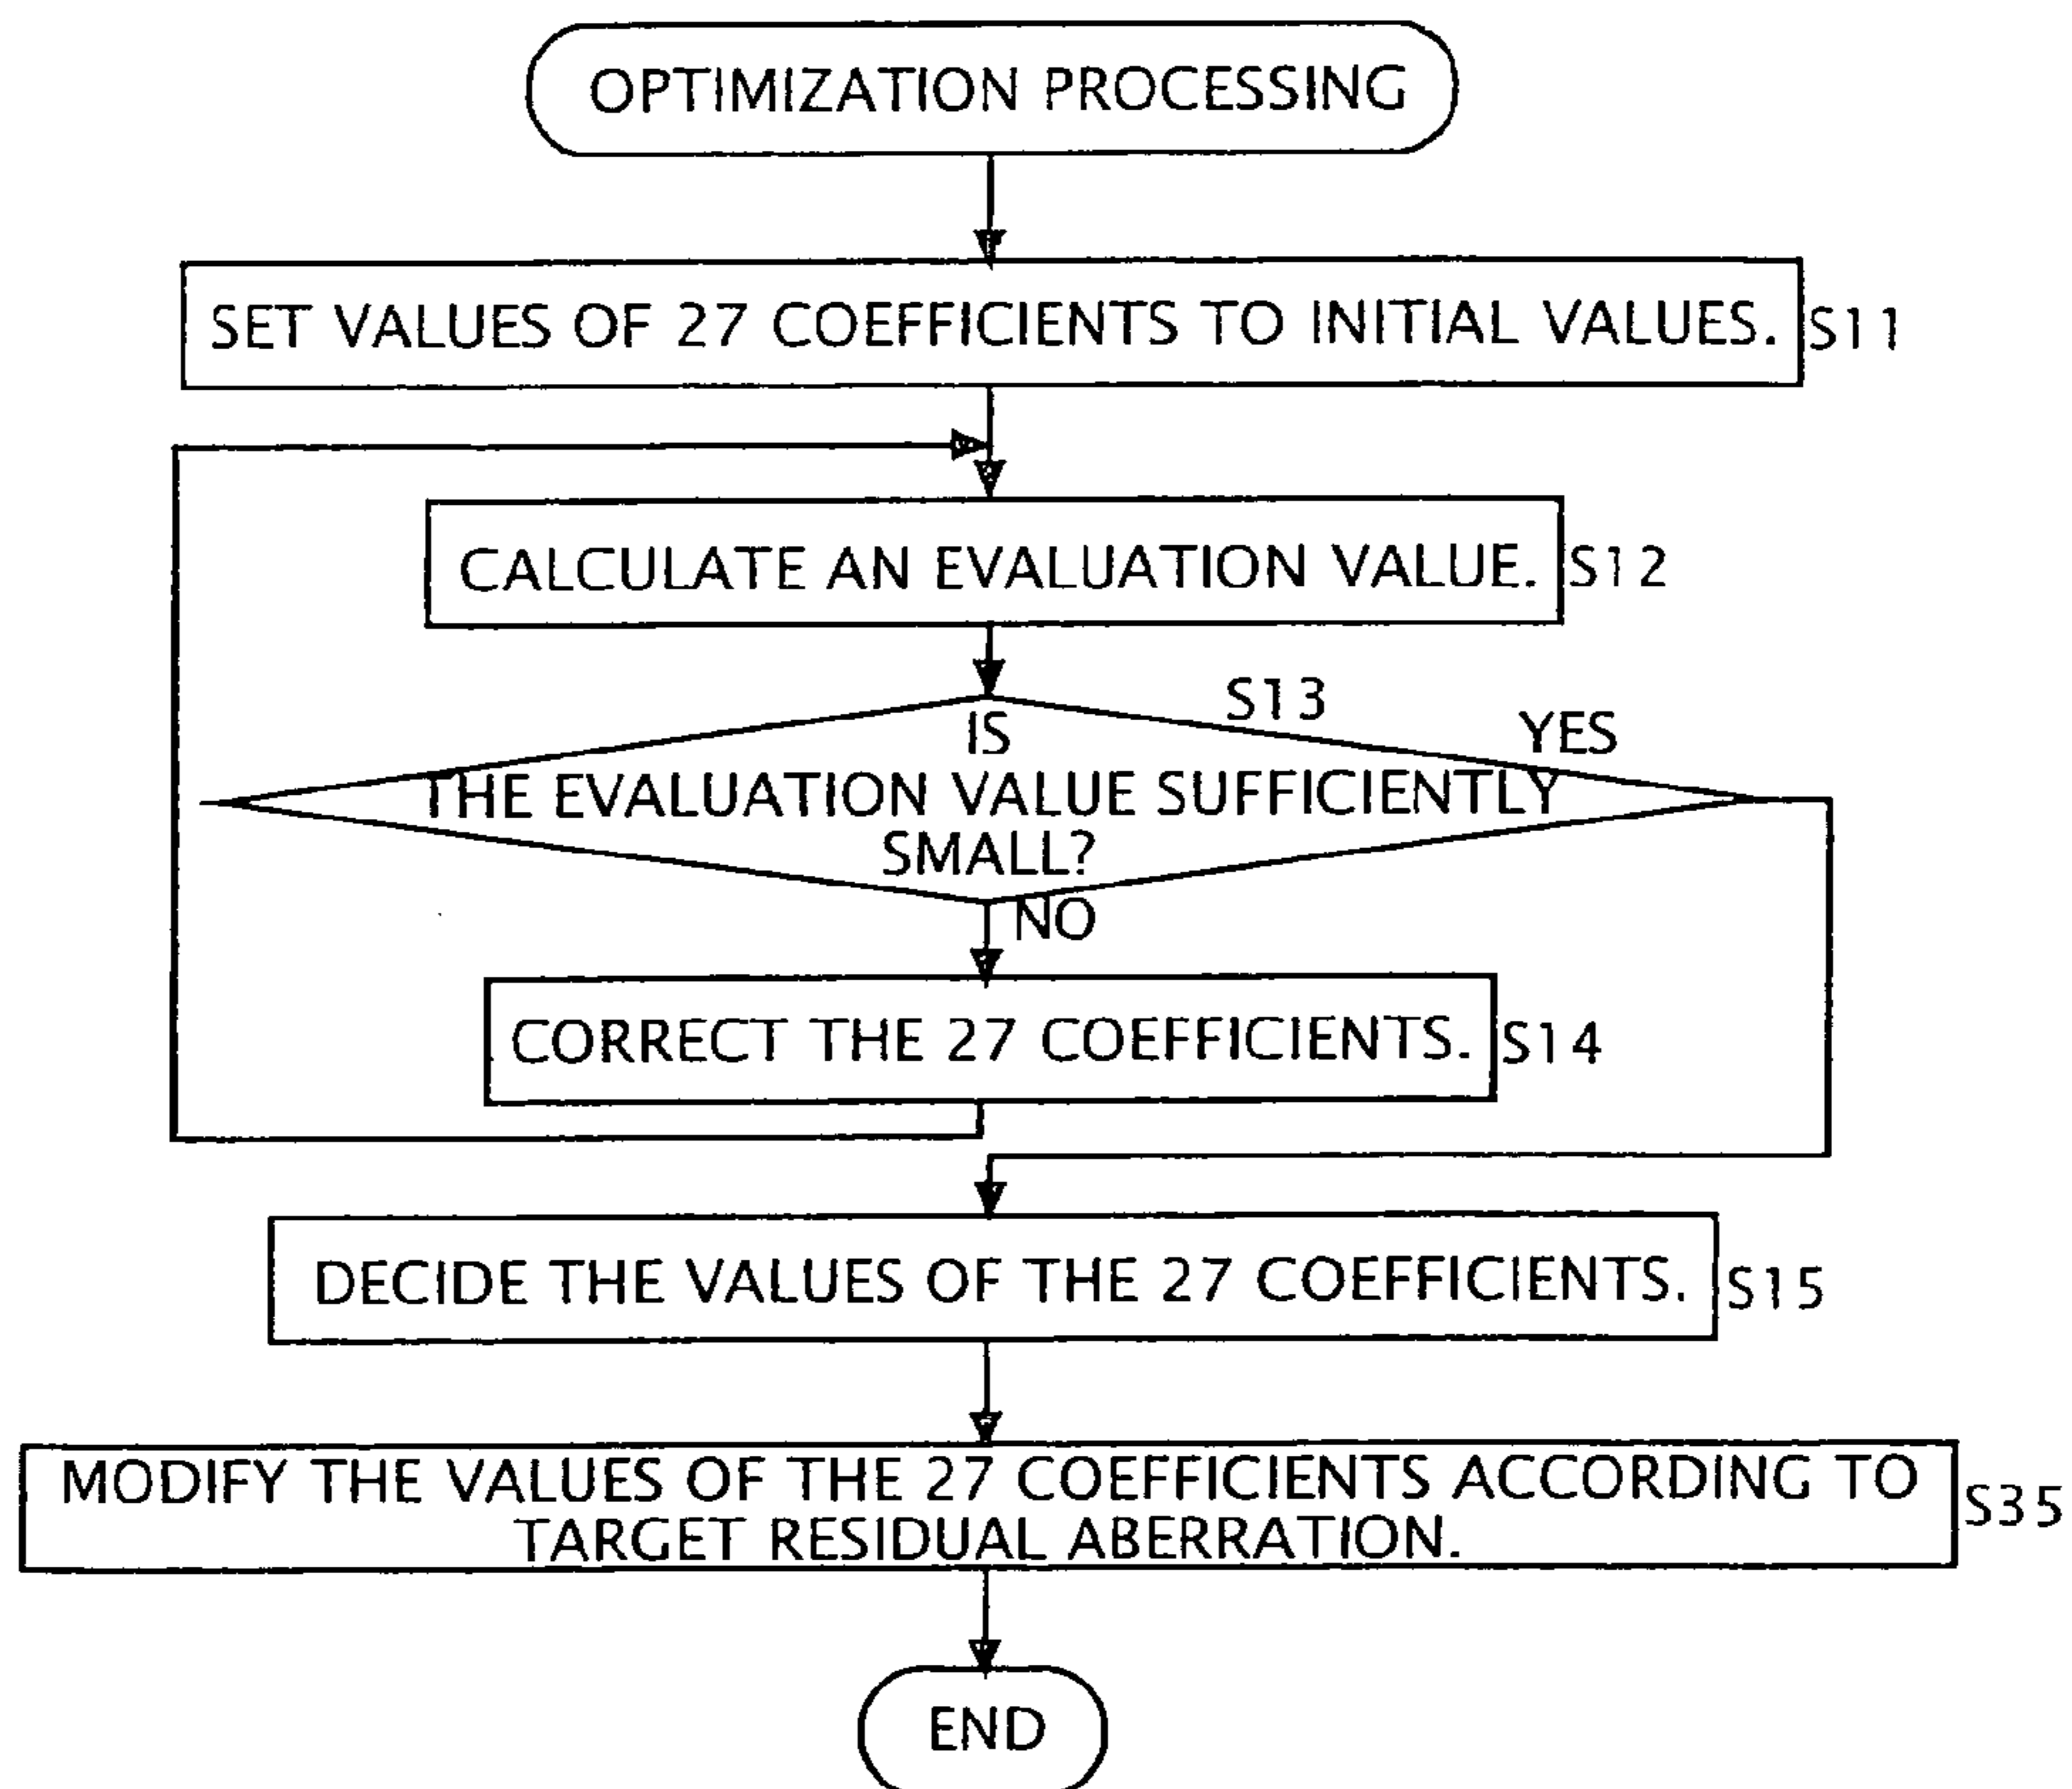 OPTIMIZATION PROCESSING
SET VALUES OF 27 COEFFICIENTS TO INITIAL VALUES.
S11
CALCULATE AN EVALUATION VALUE.
S12
S13
IS
YES
THE EVALUATION VALUE SUFFICIENTLY
SMALL?
NO
CORRECT THE 27 COEFFICIENTS.
S14
DECIDE THE VALUES OF THE 27 COEFFICIENTS.
S15
MODIFY THE VALUES OF THE 27 COEFFICIENTS ACCORDING TO
TARGET RESIDUAL ABERRATION.
S35
END